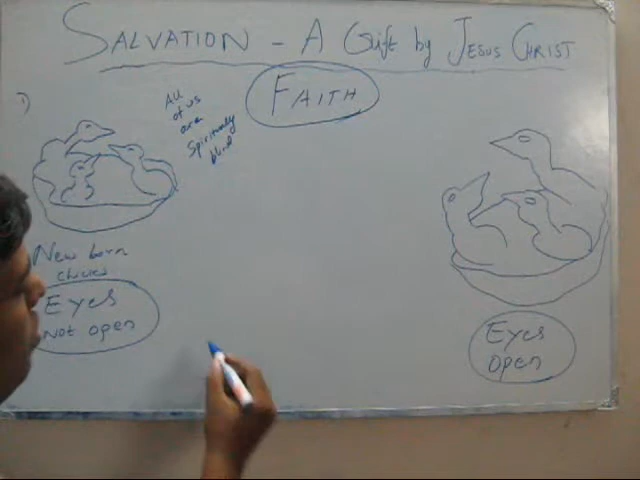 SALVATION - A Gift by JESUS CHRIST
FAITH
1)
All
of us
are
Spiritually
blind
New born
chicks
Eyes
Not open
Eyes
open